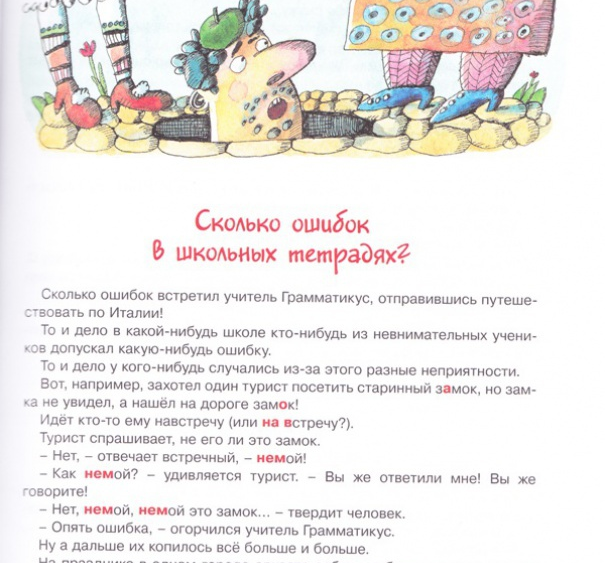 Сколько ошибок
в школьных тетрадях?
Сколько ошибок встретил учитель Грамматикус, отправившись путеше-
ствовать по Италии!
То и дело в какой-нибудь школе кто-нибудь из невнимательных учени-
ков допускал какую-нибудь ошибку.
То и дело у кого-нибудь случались из-за этого разные неприятности.
Вот, например, захотел один турист посетить старинный замок, но зам-
ка не увидел, а нашёл на дороге замок!
Идёт кто-то ему навстречу (или на встречу?).
Турист спрашивает, не его ли это замок.
– Нет, – отвечает встречный, – немой!
– Как немой? – удивляется турист. – Вы же ответили мне! Вы же
говорите!
– Нет, немой, немой это замок... – твердит человек.
– Опять ошибка, – огорчился учитель Грамматикус.
Ну а дальше их копилось всё больше и больше.